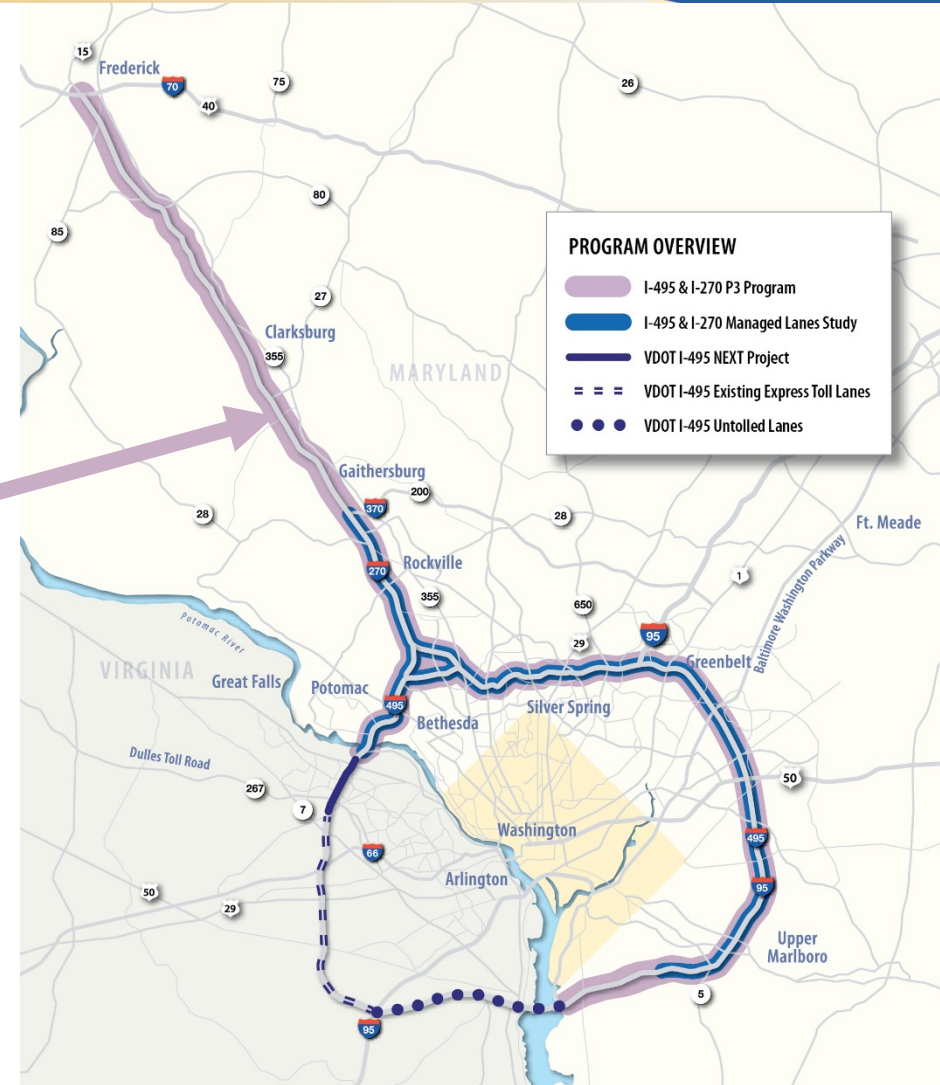 15
Frederick
70
75
26
40
80
85
27
Clarksburg
355
MARYLAND
PROGRAM OVERVIEW
I-495 & I-270 P3 Program
I-495 & I-270 Managed Lanes Study
VDOT I-495 NEXT Project
VDOT I-495 Existing Express Toll Lanes
VDOT I-495 Untolled Lanes
Gaithersburg
200
370
28
28
Ft. Meade
Rockville
270
355
1
Baltimore Washington Parkway
650
29
95
Potomac River
VIRGINIA
Great Falls
Potomac
Greenbelt
495
Silver Spring
Bethesda
Dulles Toll Road
267
50
7
Washington
495
66
Arlington
95
50
29
Upper
Marlboro
5
95